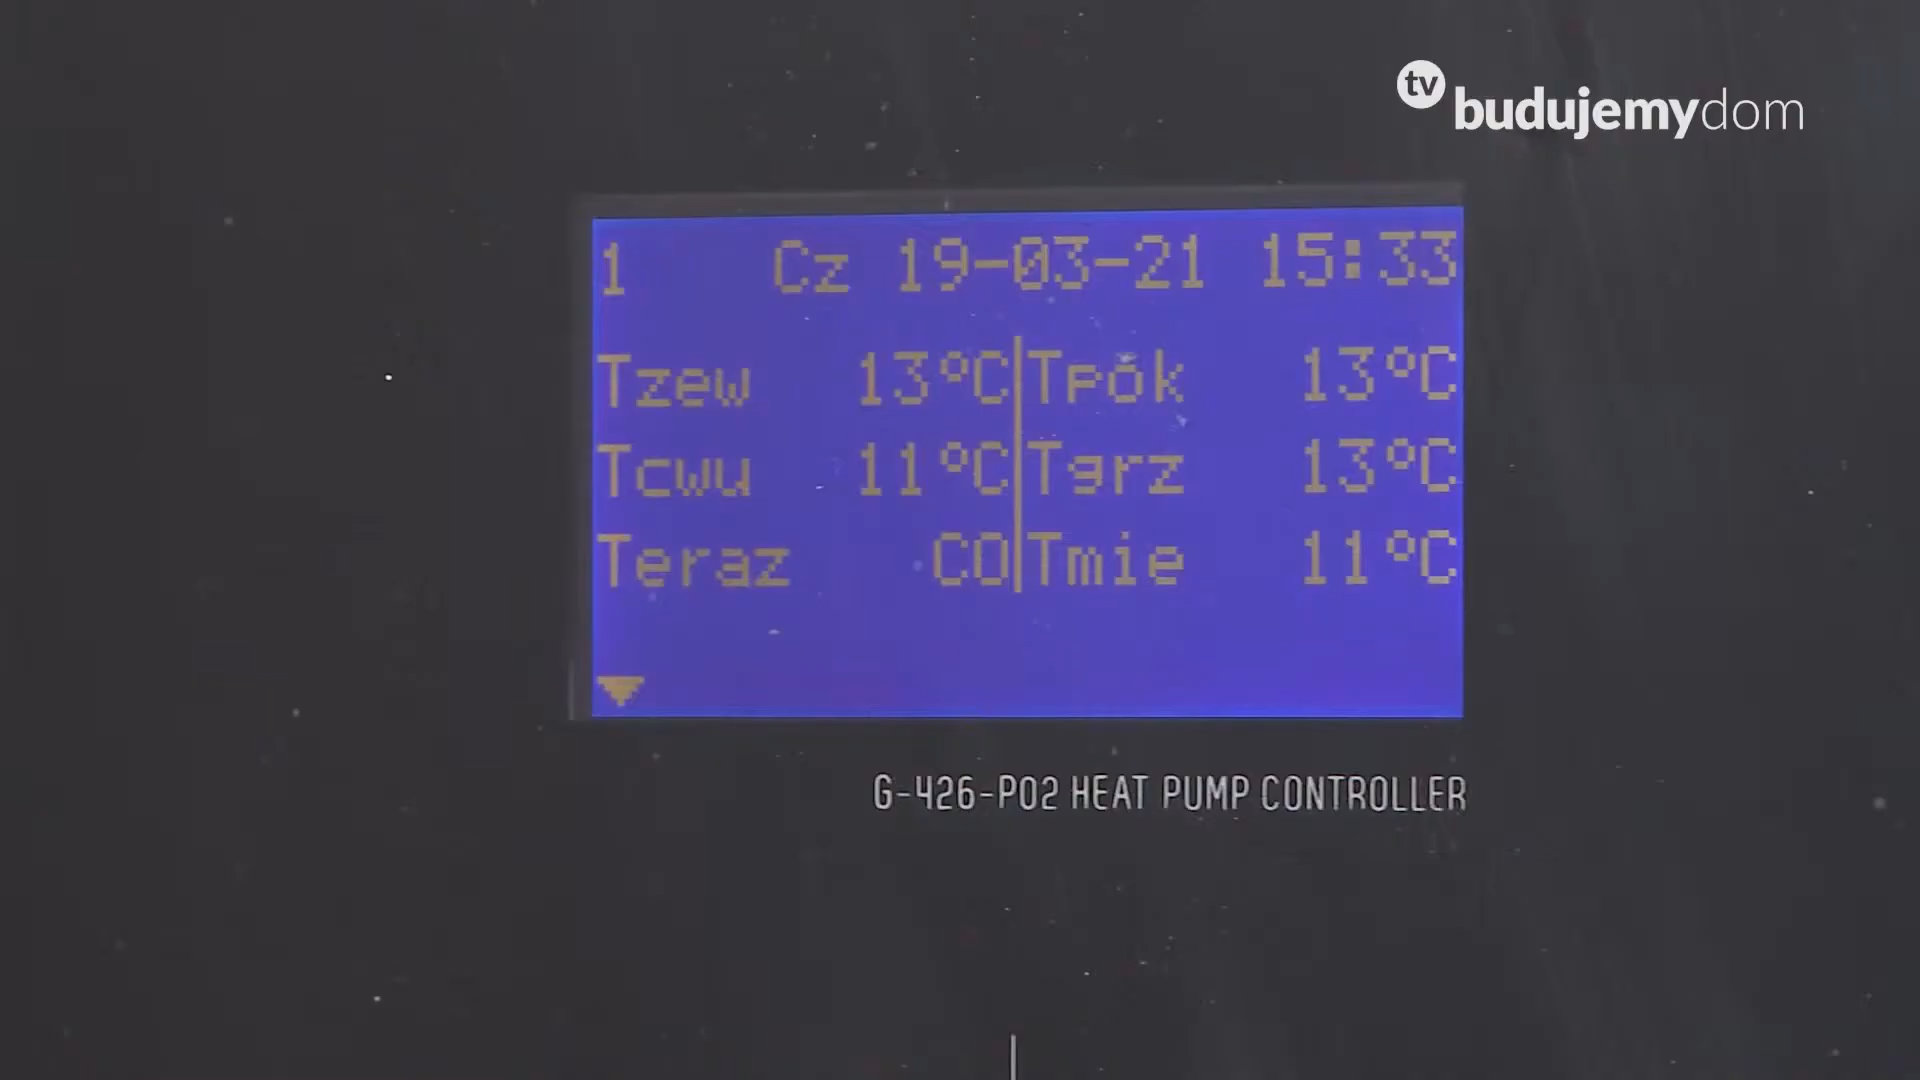 tv budujemydom
1 Cz 19-03-21 15:33
Tzew 13°C Tpók 13°C
Tcwu 11°C Tgrz 13°C
Teraz CO Tmie 11°C
G-426-P02 HEAT PUMP CONTROLLER